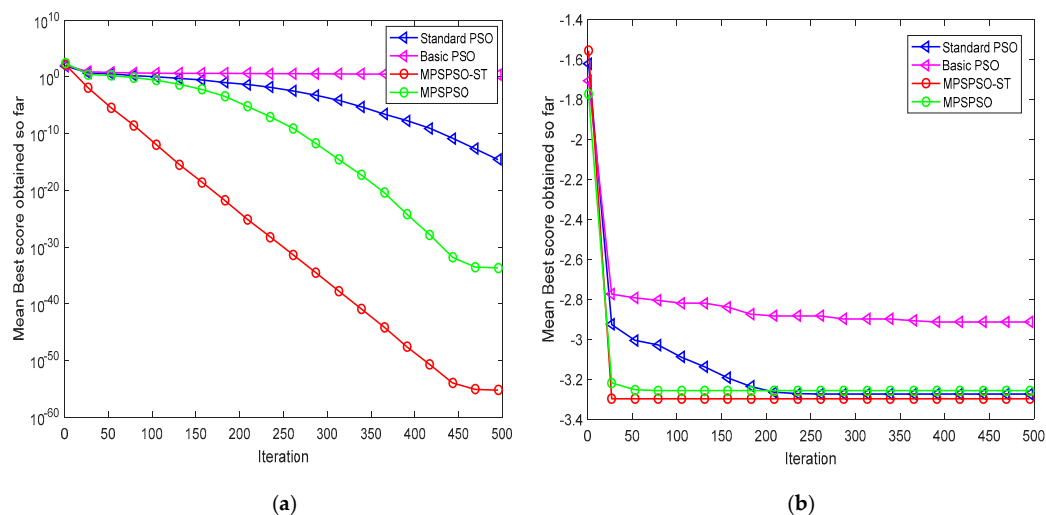 10^10
10^0
10^-10
10^-20
10^-30
10^-40
10^-50
10^-60
Mean Best score obtained so far
Standard PSO
Basic PSO
MPSPSO-ST
MPSPSO
0 50 100 150 200 250 300 350 400 450 500
Iteration
(a)
-1.4
-1.6
-1.8
-2
-2.2
-2.4
-2.6
-2.8
-3
-3.2
-3.4
Mean Best score obtained so far
Standard PSO
Basic PSO
MPSPSO-ST
MPSPSO
0 50 100 150 200 250 300 350 400 450 500
Iteration
(b)